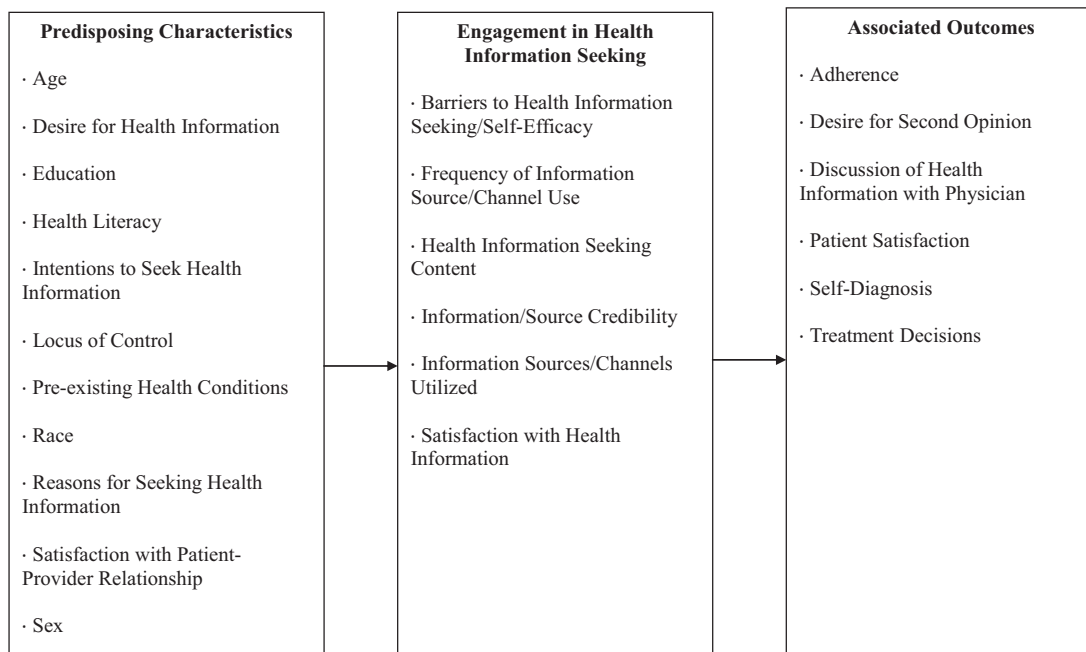 Predisposing Characteristics
· Age
· Desire for Health Information
· Education
· Health Literacy
· Intentions to Seek Health
Information
· Locus of Control
· Pre-existing Health Conditions
· Race
· Reasons for Seeking Health
Information
· Satisfaction with Patient-
Provider Relationship
· Sex
Engagement in Health
Information Seeking
· Barriers to Health Information
Seeking/Self-Efficacy
· Frequency of Information
Source/Channel Use
· Health Information Seeking
Content
· Information/Source Credibility
· Information Sources/Channels
Utilized
· Satisfaction with Health
Information
Associated Outcomes
· Adherence
· Desire for Second Opinion
· Discussion of Health
Information with Physician
· Patient Satisfaction
· Self-Diagnosis
· Treatment Decisions